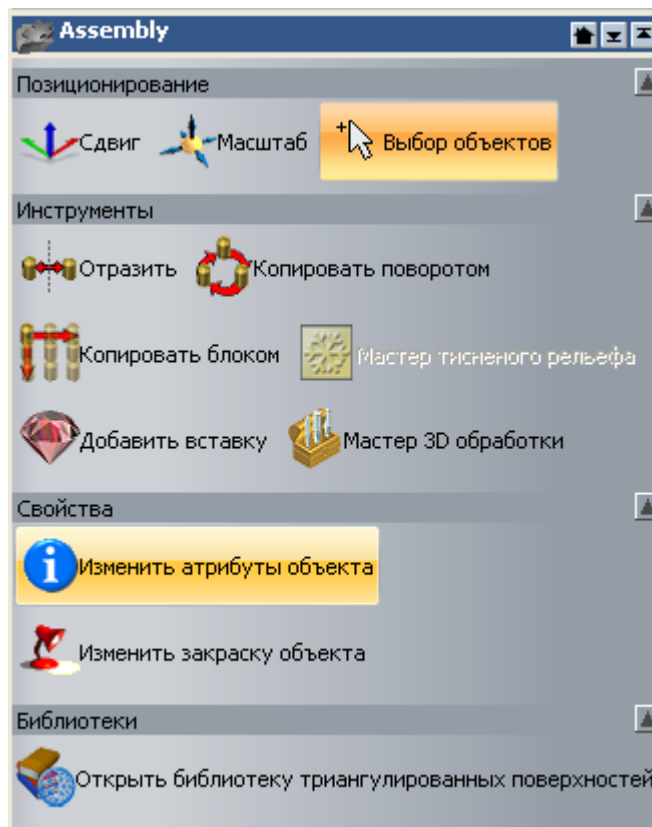 Assembly
Позиционирование
Сдвиг Масштаб Выбор объектов
Инструменты
Отразить Копировать поворотом
Копировать блоком Мастер тисненого рельефа
Добавить вставку Мастер 3D обработки
Свойства
Изменить атрибуты объекта
Изменить закраску объекта
Библиотеки
Открыть библиотеку триангулированных поверхностей